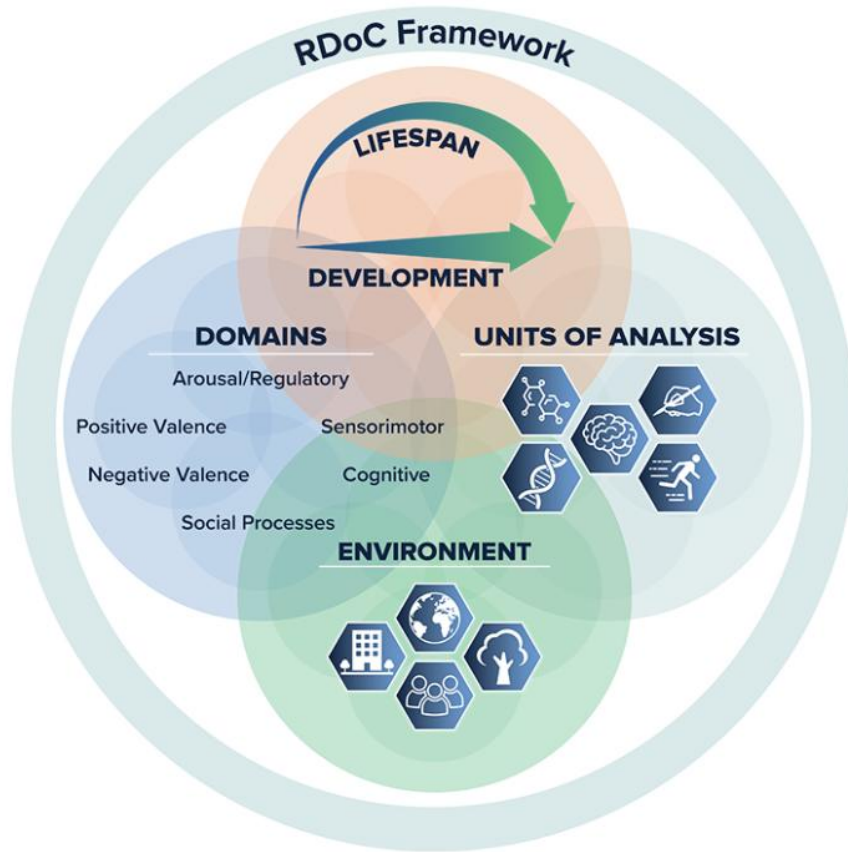 RDoC Framework
LIFESPAN
DEVELOPMENT
DOMAINS
Arousal/Regulatory
Positive Valence
Sensorimotor
Negative Valence
Cognitive
Social Processes
UNITS OF ANALYSIS
ENVIRONMENT